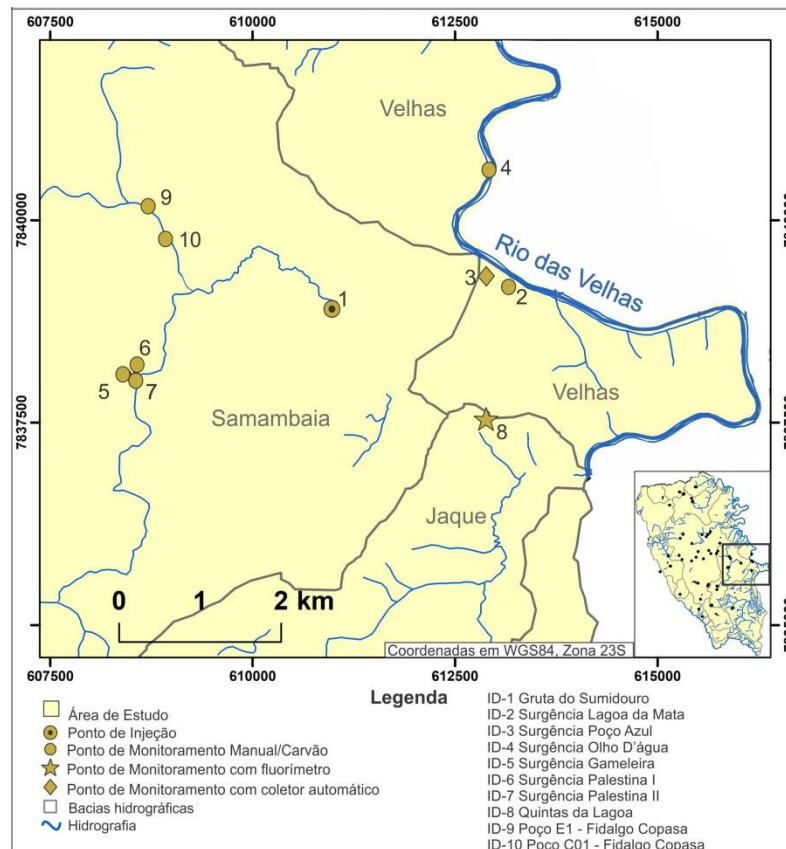 607500 610000 612500 615000
Velhas
4
9
7840000
10
Rio das Velhas
3
2
1
6
5
7
Velhas
7837500
Samambaia
8
Jaque
0 1 2 km
Coordenadas em WGS84, Zona 23S
607500 610000 612500 615000
Legenda
Área de Estudo
Ponto de Injeção
Ponto de Monitoramento Manual/Carvão
Ponto de Monitoramento com fluorímetro
Ponto de Monitoramento com coletor automático
Bacias hidrográficas
Hidrografia
ID-1 Gruta do Sumidouro
ID-2 Surgência Lagoa da Mata
ID-3 Surgência Poço Azul
ID-4 Surgência Olho D'água
ID-5 Surgência Gameleira
ID-6 Surgência Palestina I
ID-7 Surgência Palestina II
ID-8 Quintas da Lagoa
ID-9 Poço E1 - Fidalgo Copasa
ID-10 Poço C01 - Fidalgo Copasa